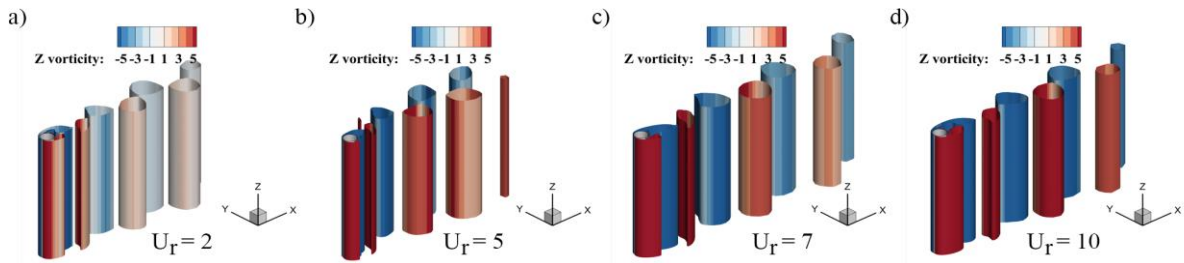 a)
Z vorticity: -5 -3 -1 1 3 5
Z
Y
X
Ur = 2
b)
Z vorticity: -5 -3 -1 1 3 5
Z
Y
X
Ur = 5
c)
Z vorticity: -5 -3 -1 1 3 5
Z
Y
X
Ur = 7
d)
Z vorticity: -5 -3 -1 1 3 5
Z
Y
X
Ur = 10